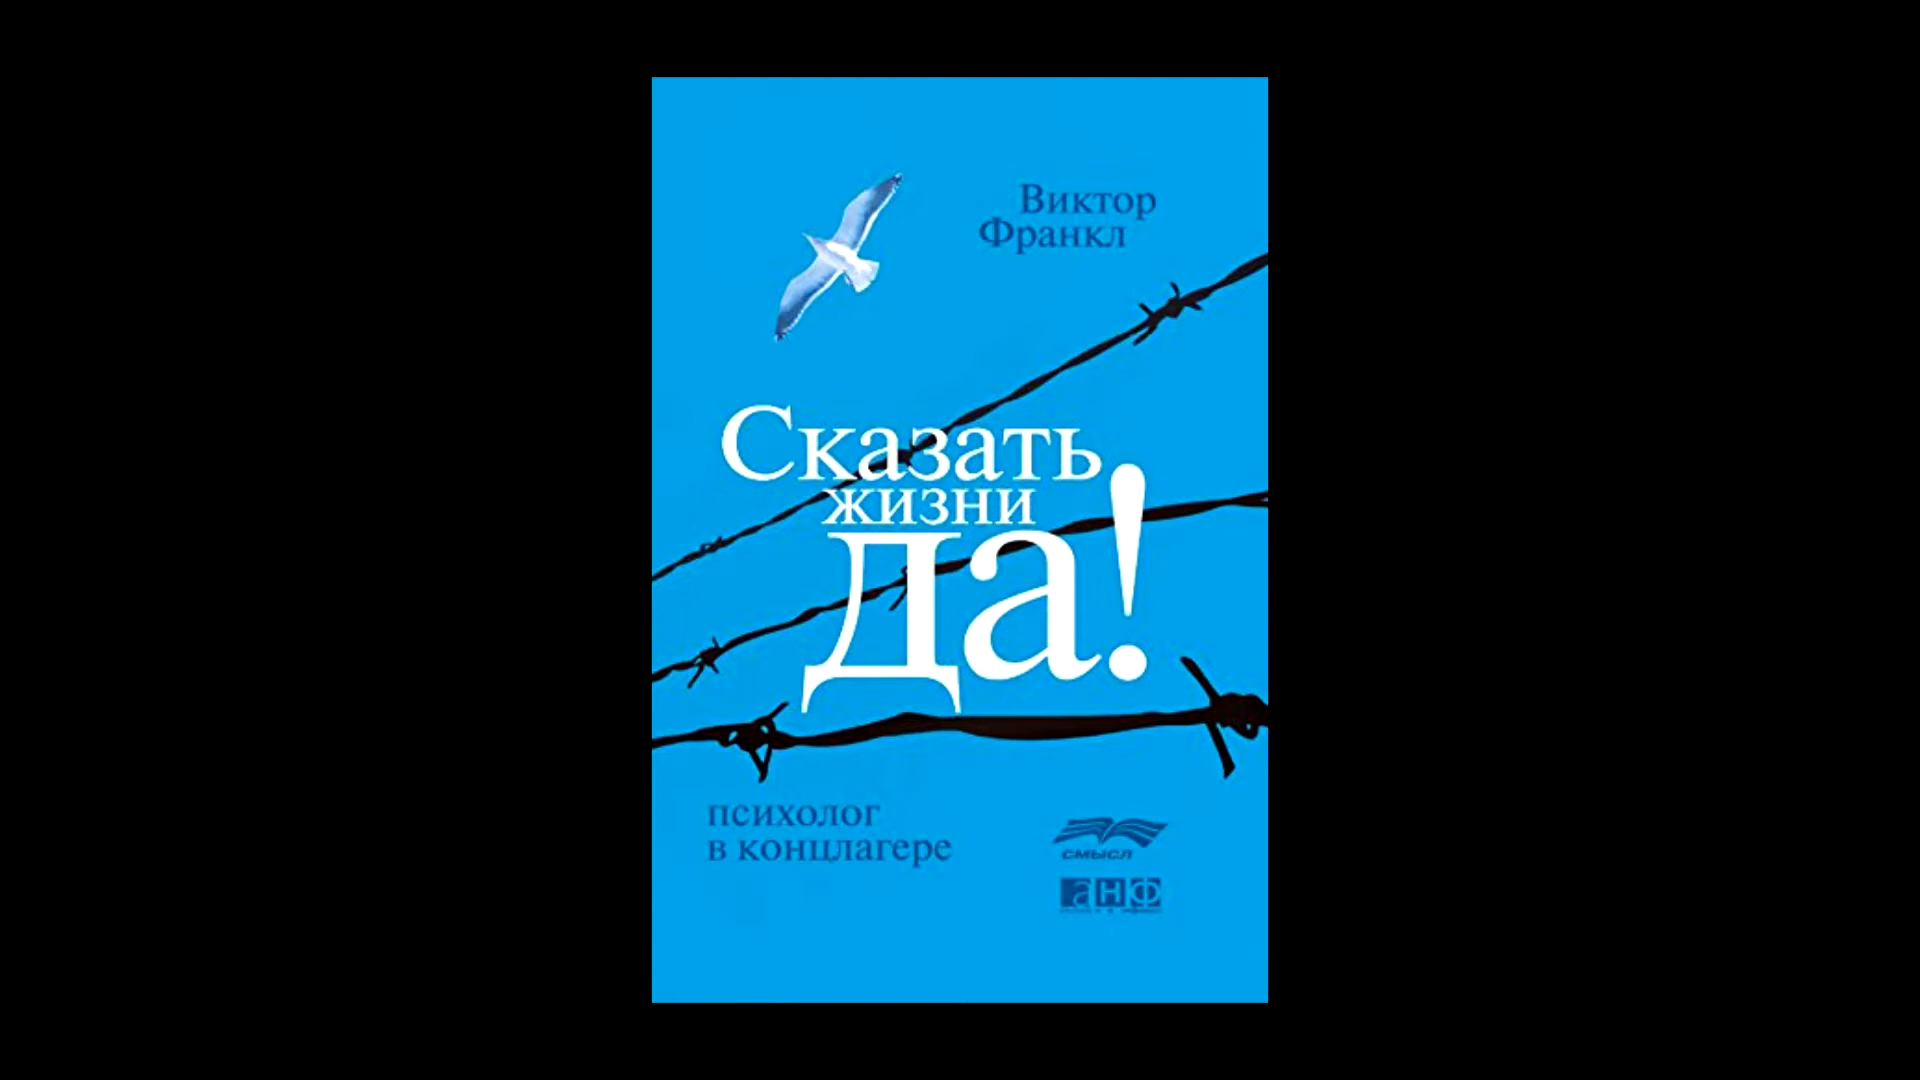 Виктор
Франкл
Сказать
жизни
да!
психолог
в концлагере
смысл
анф